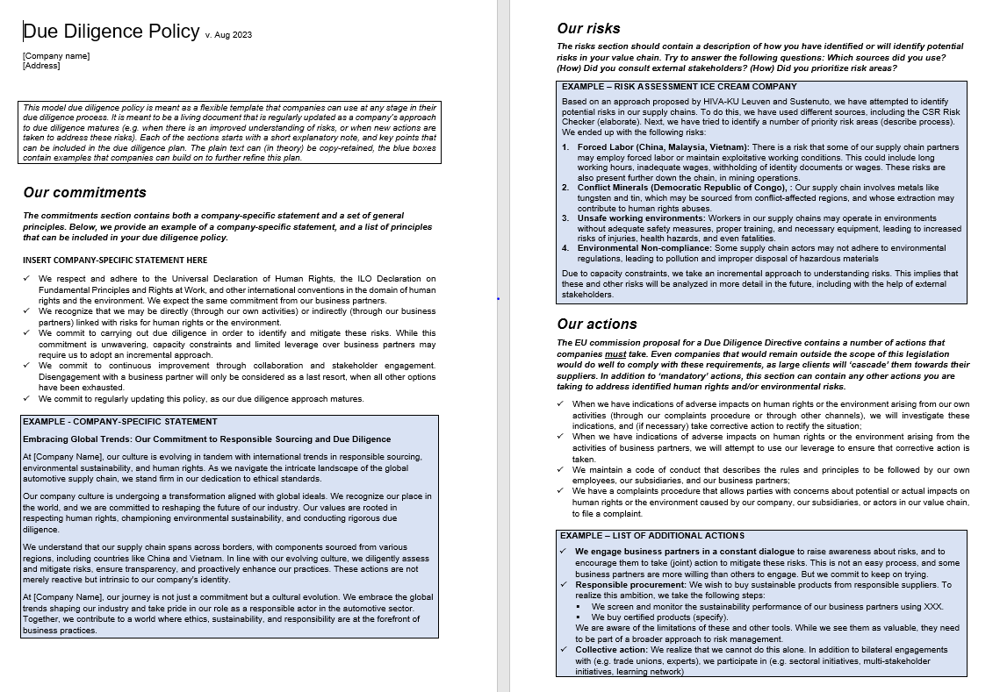 Due Diligence Policy v. Aug 2023
[Company name]
[Address]
This model due diligence policy is meant as a flexible template that companies can use at any stage in their
due diligence process. It is meant to be a living document that is regularly updated as a company's approach
to due diligence matures (e.g. when there is an improved understanding of risks, or when new actions are
taken to address these risks). Each of the sections starts with a short explanatory note, and key points that
can be included in the due diligence plan. The plain text can (in theory) be copy-retained, the blue boxes
contain examples that companies can build on to further refine this plan.
Our commitments
The commitments section contains both a company-specific statement and a set of general
principles. Below, we provide an example of a company-specific statement, and a list of principles
that can be included in your due diligence policy.
INSERT COMPANY-SPECIFIC STATEMENT HERE
✓ We respect and adhere to the Universal Declaration of Human Rights, the ILO Declaration on
Fundamental Principles and Rights at Work, and other international conventions in the domain of human
rights and the environment. We expect the same commitment from our business partners.
✓ We recognize that we may be directly (through our own activities) or indirectly (through our business
partners) linked with risks for human rights or the environment.
✓ We commit to carrying out due diligence in order to identify and mitigate these risks. While this
commitment is unwavering, capacity constraints and limited leverage over business partners may
require us to adopt an incremental approach.
✓ We commit to continuous improvement through collaboration and stakeholder engagement.
Disengagement with a business partner will only be considered as a last resort, when all other options
have been exhausted.
✓ We commit to regularly updating this policy, as our due diligence approach matures.
EXAMPLE - COMPANY-SPECIFIC STATEMENT
Embracing Global Trends: Our Commitment to Responsible Sourcing and Due Diligence
At [Company Name], our culture is evolving in tandem with international trends in responsible sourcing,
environmental sustainability, and human rights. As we navigate the intricate landscape of the global
automotive supply chain, we stand firm in our dedication to ethical standards.
Our company culture is undergoing a transformation aligned with global ideals. We recognize our place in
the world, and we are committed to reshaping the future of our industry. Our values are rooted in
respecting human rights, championing environmental sustainability, and conducting rigorous due
diligence.
We understand that our supply chain spans across borders, with components sourced from various
regions, including countries like China and Vietnam. In line with our evolving culture, we diligently assess
and mitigate risks, ensure transparency, and proactively enhance our practices. These actions are not
merely reactive but intrinsic to our company's identity.
At [Company Name], our journey is not just a commitment but a cultural evolution. We embrace the global
trends shaping our industry and take pride in our role as a responsible actor in the automotive sector.
Together, we contribute to a world where ethics, sustainability, and responsibility are at the forefront of
business practices.
Our risks
The risks section should contain a description of how you have identified or will identify potential
risks in your value chain. Try to answer the following questions: Which sources did you use?
(How) Did you consult external stakeholders? (How) Did you prioritize risk areas?
EXAMPLE – RISK ASSESSMENT ICE CREAM COMPANY
Based on an approach proposed by HIVA-KU Leuven and Sustenuto, we have attempted to identify
potential risks in our supply chains. To do this, we have used different sources, including the CSR Risk
Checker (elaborate). Next, we have tried to identify a number of priority risk areas (describe process).
We ended up with the following risks:
1. Forced Labor (China, Malaysia, Vietnam): There is a risk that some of our supply chain partners
may employ forced labor or maintain exploitative working conditions. This could include long
working hours, inadequate wages, withholding of identity documents or wages. These risks are
also present further down the chain, in mining operations.
2. Conflict Minerals (Democratic Republic of Congo), : Our supply chain involves metals like
tungsten and tin, which may be sourced from conflict-affected regions, and whose extraction may
contribute to human rights abuses.
3. Unsafe working environments: Workers in our supply chains may operate in environments
without adequate safety measures, proper training, and necessary equipment, leading to increased
risks of injuries, health hazards, and even fatalities.
4. Environmental Non-compliance: Some supply chain actors may not adhere to environmental
regulations, leading to pollution and improper disposal of hazardous materials
Due to capacity constraints, we take an incremental approach to understanding risks. This implies that
these and other risks will be analyzed in more detail in the future, including with the help of external
stakeholders.
Our actions
The EU commission proposal for a Due Diligence Directive contains a number of actions that
companies must take. Even companies that would remain outside the scope of this legislation
would do well to comply with these requirements, as large clients will 'cascade' them towards their
suppliers. In addition to 'mandatory' actions, this section can contain any other actions you are
taking to address identified human rights and/or environmental risks.
✓ When we have indications of adverse impacts on human rights or the environment arising from our own
activities (through our complaints procedure or through other channels), we will investigate these
indications, and (if necessary) take corrective action to rectify the situation;
✓ When we have indications of adverse impacts on human rights or the environment arising from the
activities of business partners, we will attempt to use our leverage to ensure that corrective action is
taken.
✓ We maintain a code of conduct that describes the rules and principles to be followed by our own
employees, our subsidiaries, and our business partners;
✓ We have a complaints procedure that allows parties with concerns about potential or actual impacts on
human rights or the environment caused by our company, our subsidiaries, or actors in our value chain,
to file a complaint.
EXAMPLE – LIST OF ADDITIONAL ACTIONS
✓ We engage business partners in a constant dialogue to raise awareness about risks, and to
encourage them to take (joint) action to mitigate these risks. This is not an easy process, and some
business partners are more willing than others to engage. But we commit to keep on trying.
✓ Responsible procurement: We wish to buy sustainable products from responsible suppliers. To
realize this ambition, we take the following steps:
▪ We screen and monitor the sustainability performance of our business partners using XXX.
▪ We buy certified products (specify).
We are aware of the limitations of these and other tools. While we see them as valuable, they need
to be part of a broader approach to risk management.
✓ Collective action: We realize that we cannot do this alone. In addition to bilateral engagements
with (e.g. trade unions, experts), we participate in (e.g. sectoral initiatives, multi-stakeholder
initiatives, learning network)